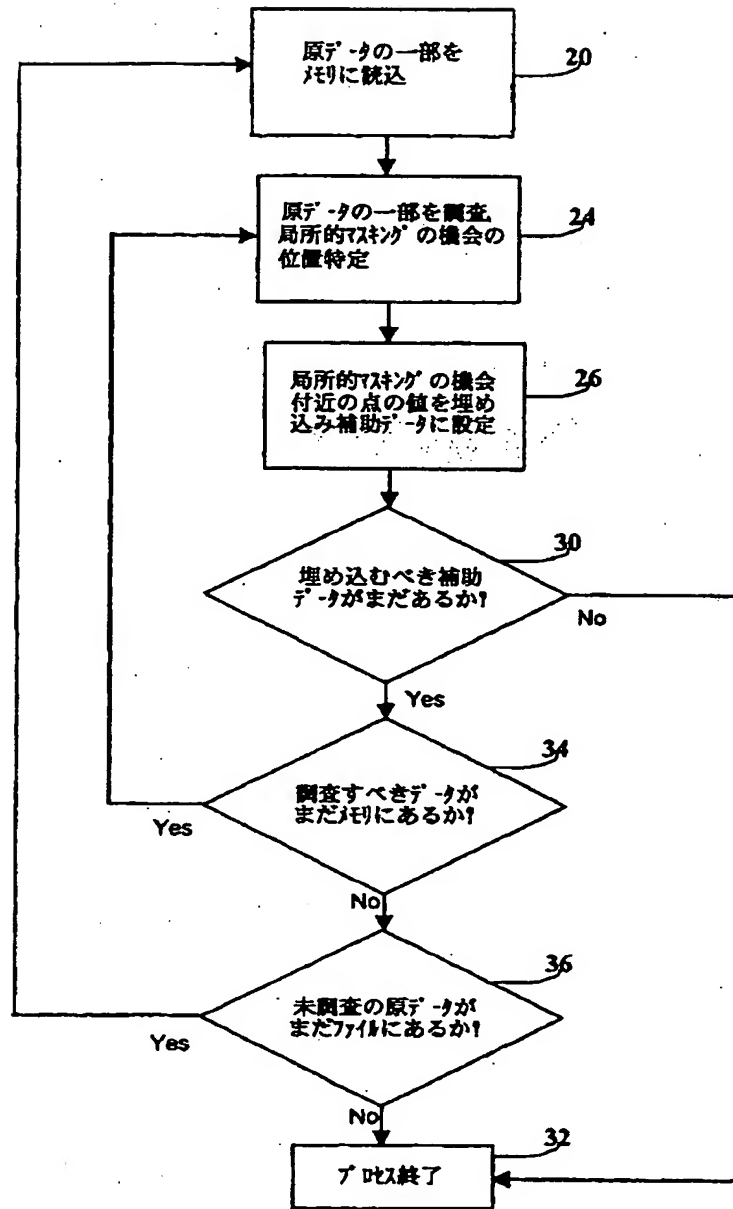 原データの一部を
メモリに読込
20
原データの一部を調査,
局所的マスキングの機会の
位置特定
24
局所的マスキングの機会
付近の点の値を埋め
込み補助データに設定
26
30
埋め込むべき補助
データがまだあるか?
No
Yes
34
調査すべきデータが
まだメモリにあるか?
Yes
No
36
未調査の原データが
まだファイルにあるか?
Yes
No
32
プロセス終了